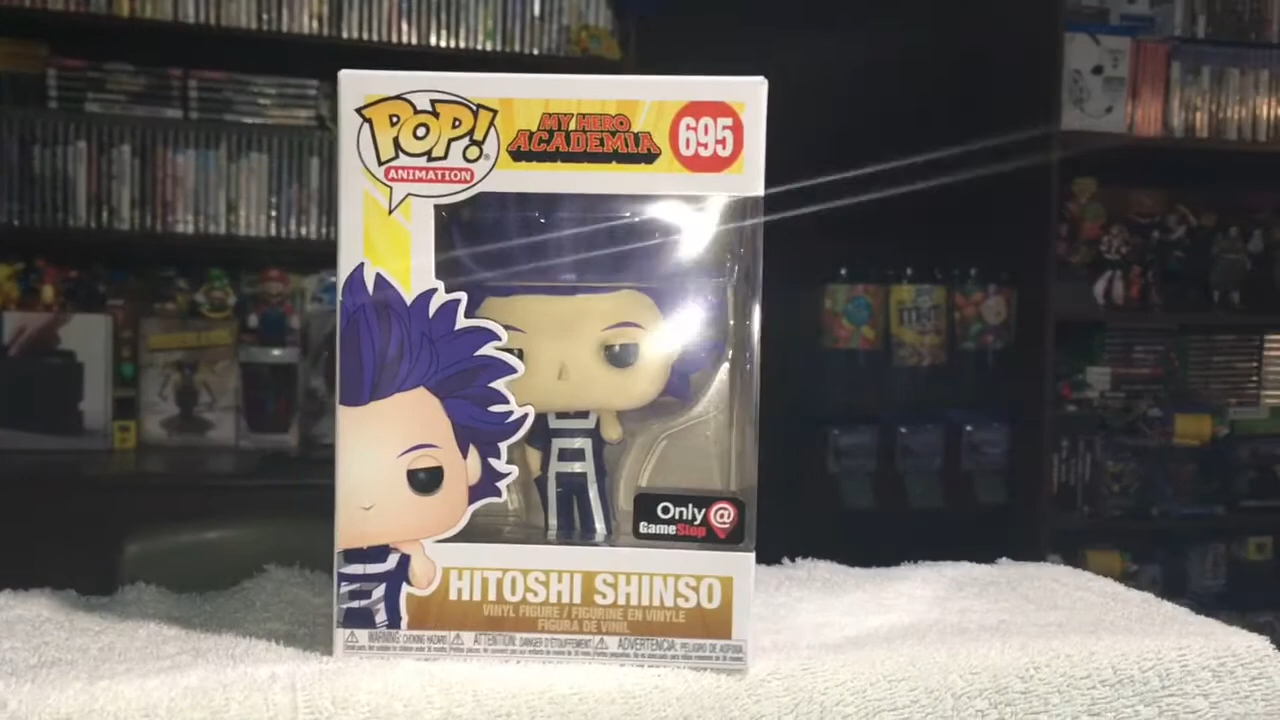 POP!
ANIMATION
MY HERO
ACADEMIA
695
Only @
GameStop
HITOSHI SHINSO
VINYL FIGURE / FIGURINE EN VINYLE
FIGURA DE VINIL
WARNING: CHOKING HAZARD ATTENTION: DANGER D'ÉTOUFFEMENT ADVERTENCIA: PELIGRO DE ASFIXIA
m&m's